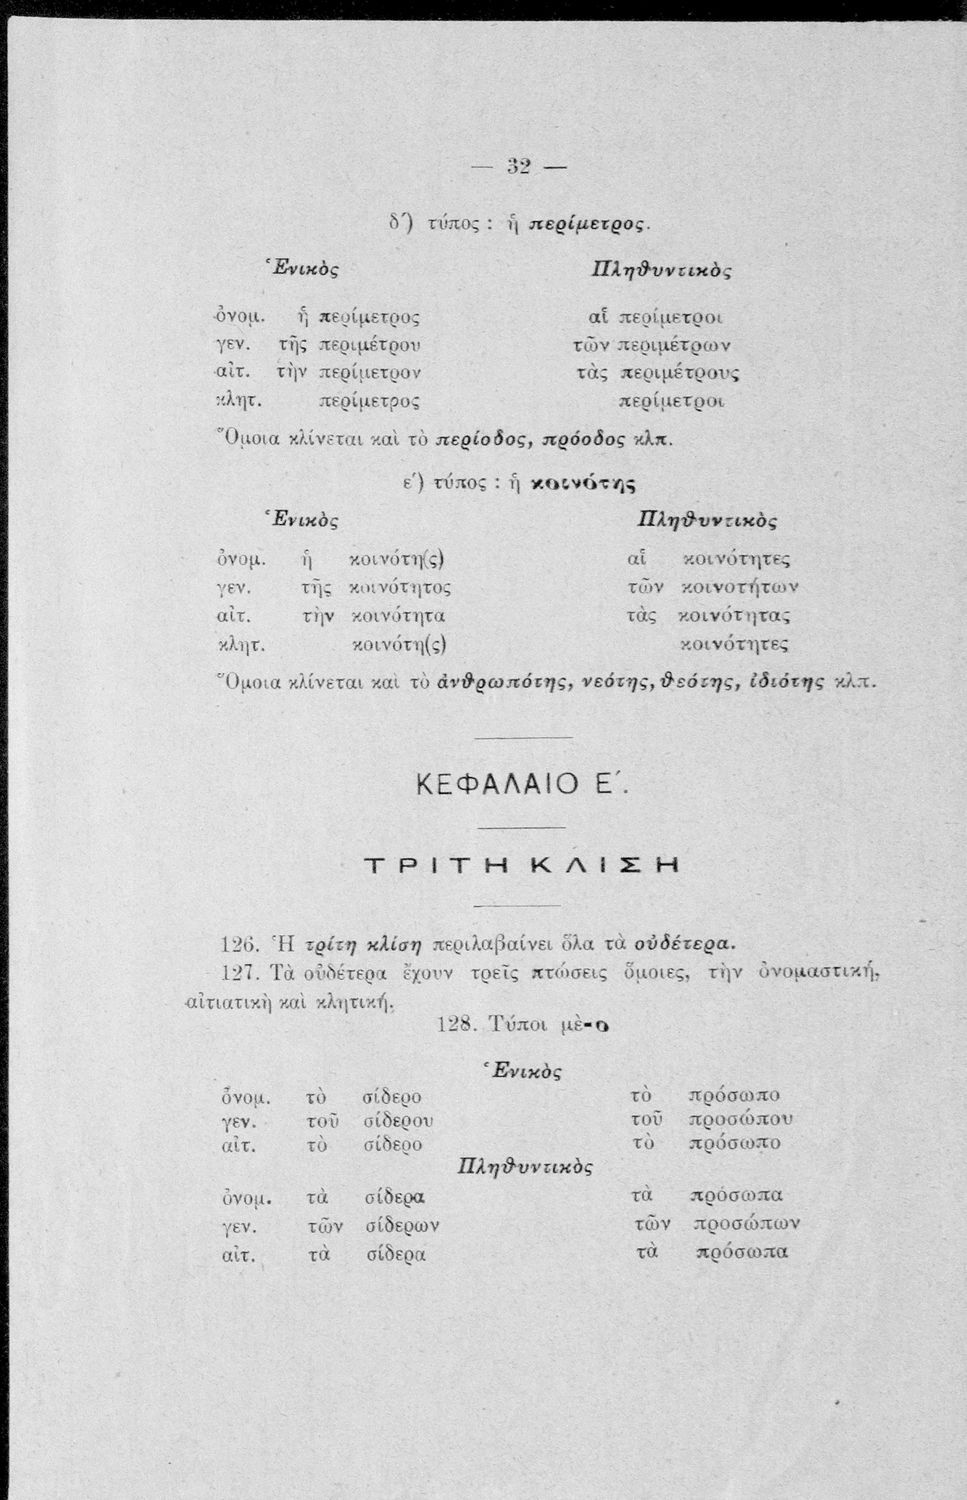 — 32 —
δ´) τύπος : ἡ περίμετρος.
Ἑνικὸς Πληθυντικὸς
ὀνομ. ἡ περίμετρος αἱ περίμετροι
γεν. τῆς περιμέτρου τῶν περιμέτρων
αἰτ. τὴν περίμετρον τὰς περιμέτρους
κλητ. περίμετρος περίμετροι
Ὅμοια κλίνεται καὶ τὸ περίοδος, πρόοδος κλπ.
ε´) τύπος : ἡ κοινότης
Ἑνικὸς Πληθυντικὸς
ὀνομ. ἡ κοινότη(ς) αἱ κοινότητες
γεν. τῆς κοινότητος τῶν κοινοτήτων
αἰτ. τὴν κοινότητα τὰς κοινότητας
κλητ. κοινότη(ς) κοινότητες
Ὅμοια κλίνεται καὶ τὸ ἀνθρωπότης, νεότης, θεότης, ἰδιότης κλπ.
ΚΕΦΑΛΑΙΟ Ε´.
ΤΡΙΤΗ ΚΛΙΣΗ
126. Ἡ τρίτη κλίση περιλαβαίνει ὅλα τὰ οὐδέτερα.
127. Τὰ οὐδέτερα ἔχουν τρεῖς πτώσεις ὅμοιες, τὴν ὀνομαστική,
αἰτιατικὴ καὶ κλητική.
128. Τύποι μὲ-ο
Ἑνικὸς
ὀνομ. τὸ σίδερο τὸ πρόσωπο
γεν. τοῦ σίδερου τοῦ προσώπου
αἰτ. τὸ σίδερο τὸ πρόσωπο
Πληθυντικὸς
ὀνομ. τὰ σίδερα τὰ πρόσωπα
γεν. τῶν σίδερων τῶν προσώπων
αἰτ. τὰ σίδερα τὰ πρόσωπα